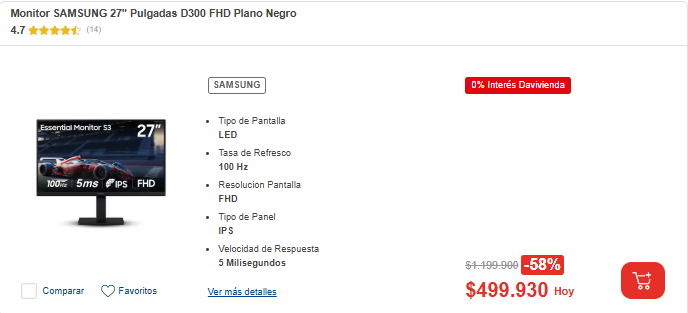 Monitor SAMSUNG 27" Pulgadas D300 FHD Plano Negro
4.7 (14)
SAMSUNG
0% Interés Davivienda
Essential Monitor S3 27”
100Hz 5ms IPS FHD
Tipo de Pantalla
LED
Tasa de Refresco
100 Hz
Resolucion Pantalla
FHD
Tipo de Panel
IPS
Velocidad de Respuesta
5 Milisegundos
$1.199.900 -58%
$499.930 Hoy
Comparar Favoritos
Ver más detalles